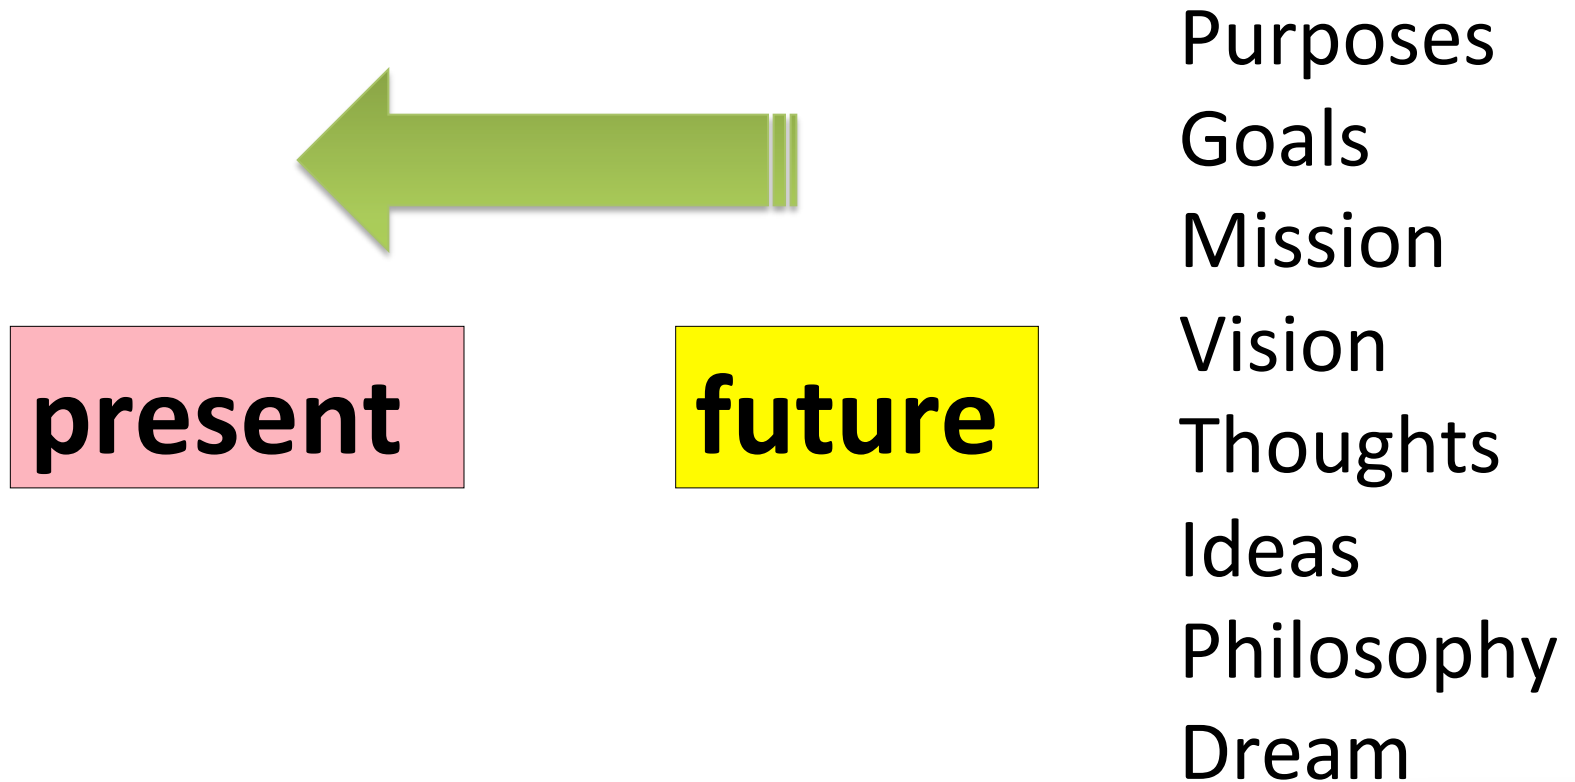 Purposes
Goals
Mission
present
future
Vision
Thoughts
Ideas
Philosophy
Dream